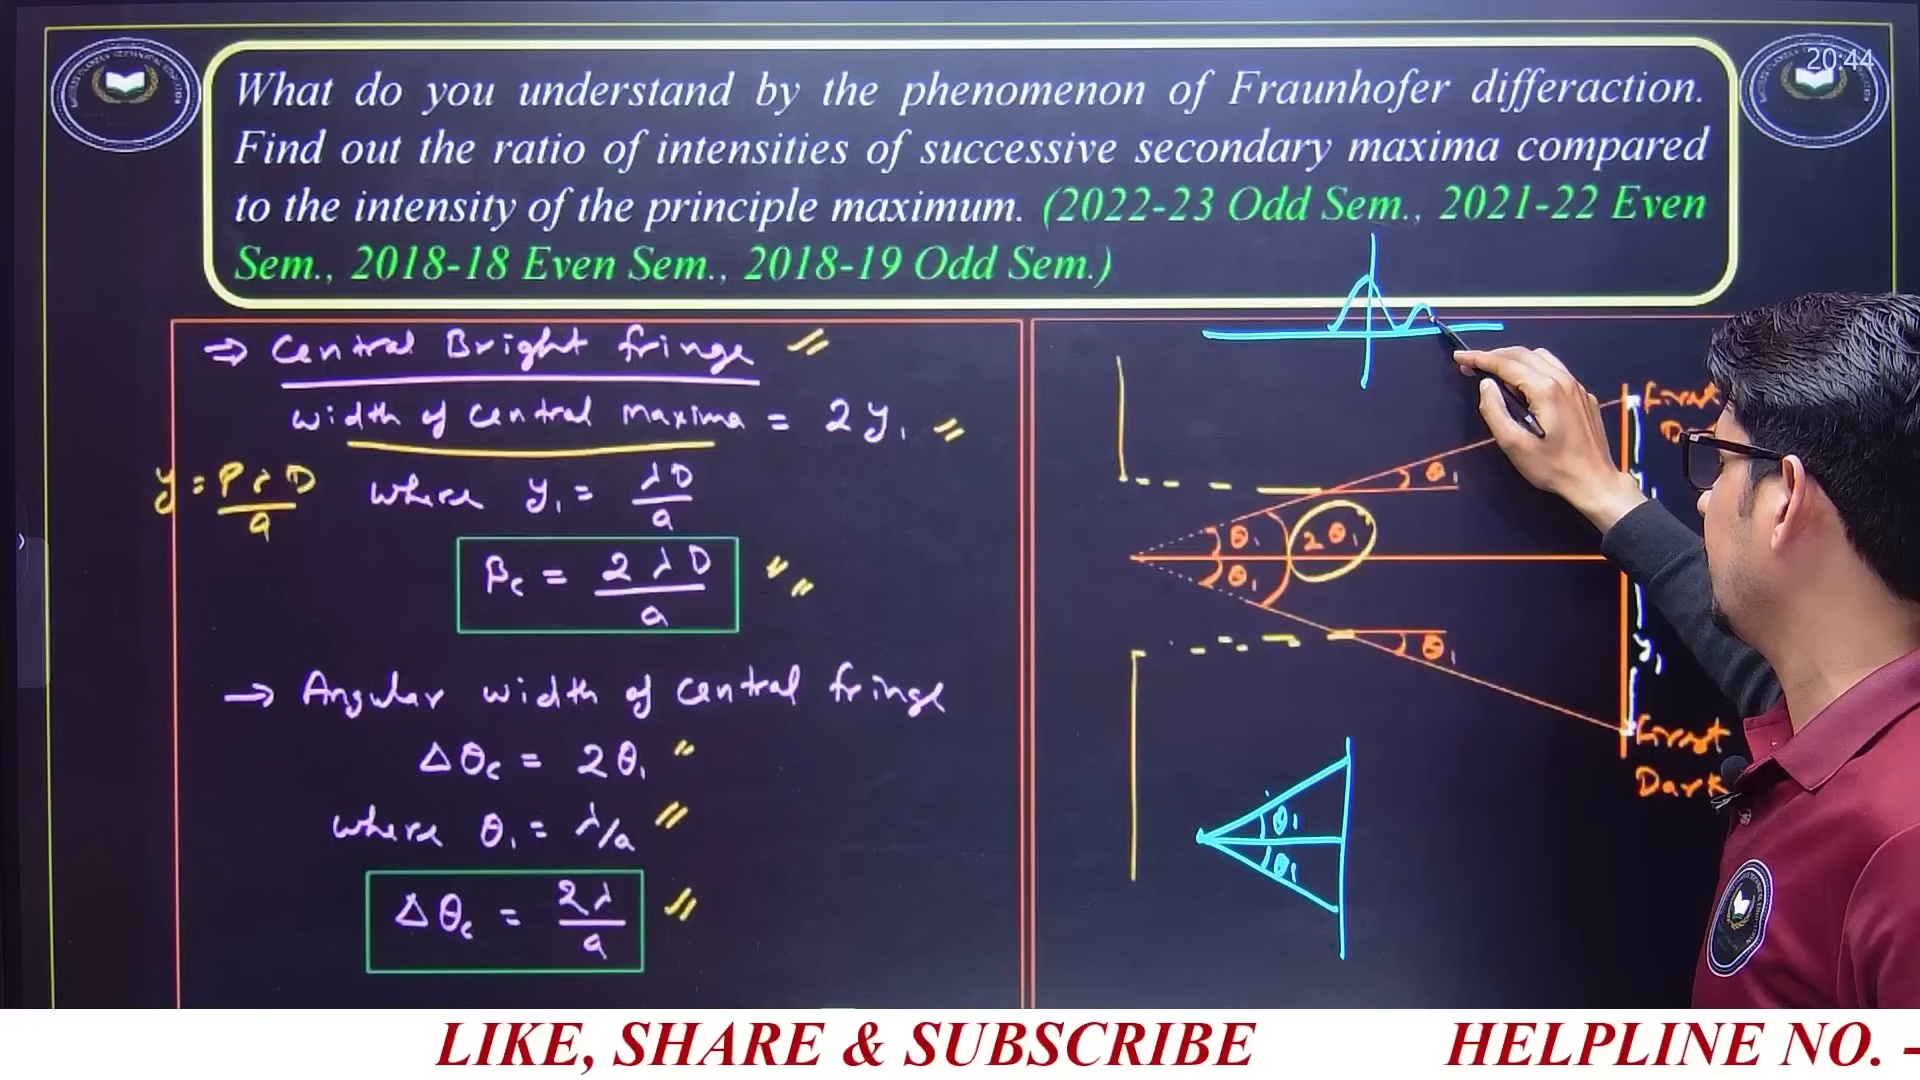 20:44
What do you understand by the phenomenon of Fraunhofer differaction.
Find out the ratio of intensities of successive secondary maxima compared
to the intensity of the principle maximum. (2022-23 Odd Sem., 2021-22 Even
Sem., 2018-18 Even Sem., 2018-19 Odd Sem.)
⇒ Central Bright fringe
Width of central Maxima = 2y₁
y = PλD/a where y₁ = λD/a
βc = 2λD/a
→ Angular width of central fringe
Δθc = 2θ₁
where θ₁ = λ/a
Δθc = 2λ/a
First
θ₁
θ₁ 2θ₁
θ₁
θ₁
y₁
First
Dark
θ₁
θ₁
LIKE, SHARE & SUBSCRIBE HELPLINE NO. -